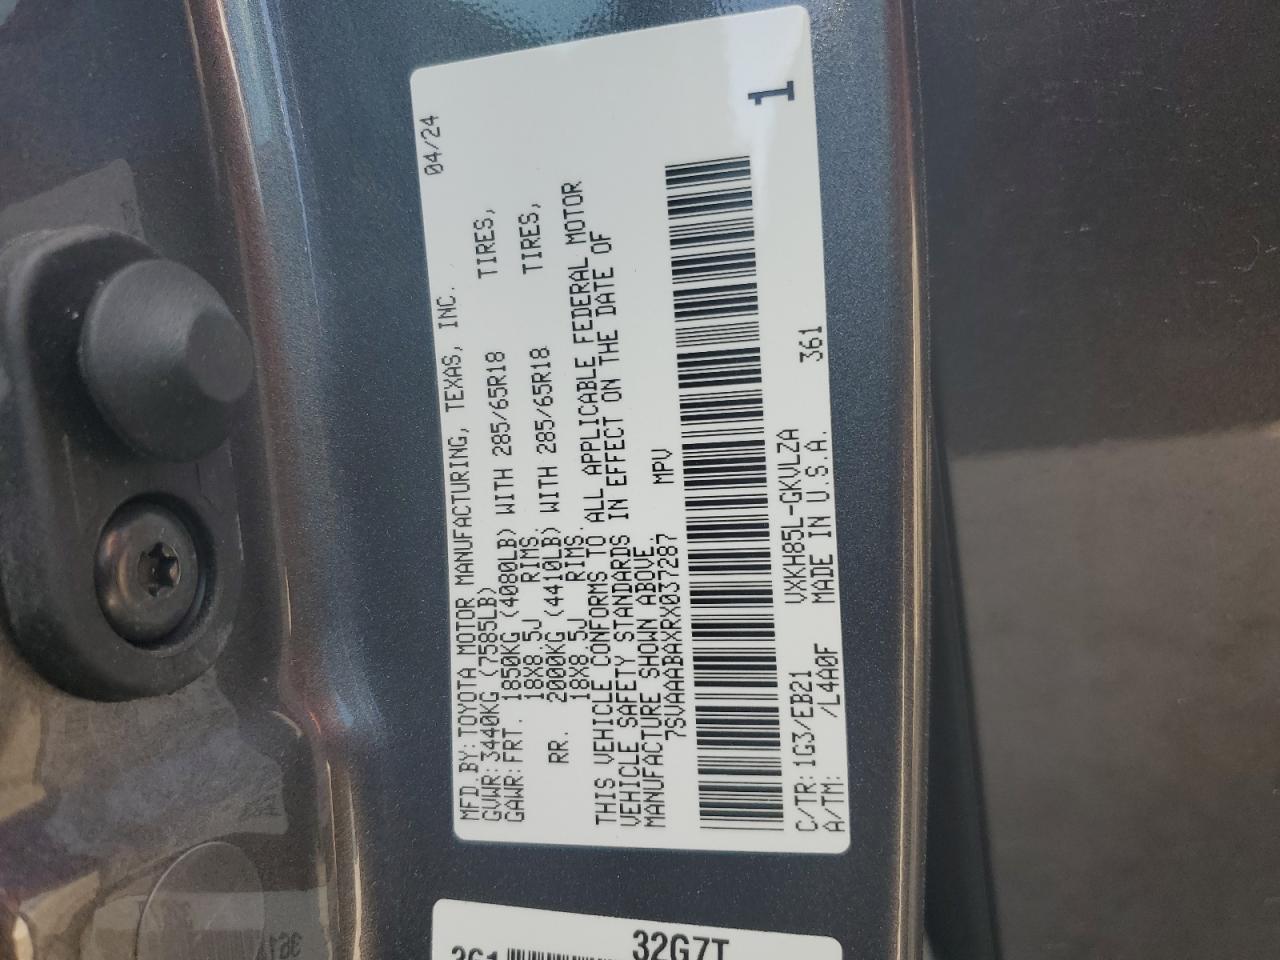 04/24
MFD.BY:TOYOTA MOTOR MANUFACTURING, TEXAS, INC.
GVWR:3440KG(7585LB)
GAWR:FRT. 1850KG(4080LB)WITH 285/65R18 TIRES,
18X8.5J RIMS.
RR. 2000KG(4410LB)WITH 285/65R18 TIRES,
18X8.5J RIMS.
THIS VEHICLE CONFORMS TO ALL APPLICABLE FEDERAL MOTOR
VEHICLE SAFETY STANDARDS IN EFFECT ON THE DATE OF
MANUFACTURE SHOWN ABOVE.
7SVAAABAXRX037287 MPV
1
C/TR:1G3/EB21 VXKH85L-GKVLZA 361
A/TM: /L4A0F MADE IN U.S.A.
32G7T
361